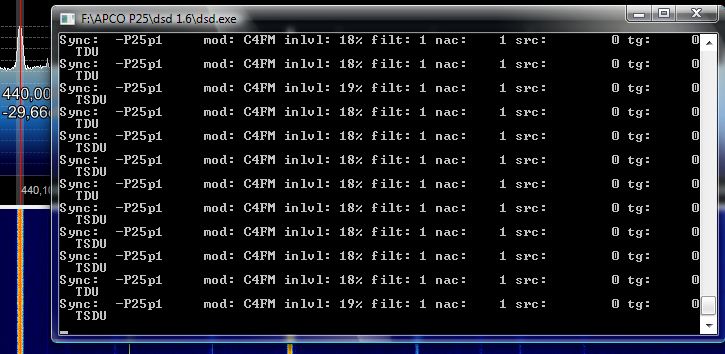 F:\APCO P25\dsd 1.6\dsd.exe
Sync:  -P25p1     mod: C4FM inlvl: 18% filt: 1 nac:    1 src:        0 tg:     0
TDU
Sync:  -P25p1     mod: C4FM inlvl: 18% filt: 1 nac:    1 src:        0 tg:     0
TDU
Sync:  -P25p1     mod: C4FM inlvl: 19% filt: 1 nac:    1 src:        0 tg:     0
TSDU
Sync:  -P25p1     mod: C4FM inlvl: 18% filt: 1 nac:    1 src:        0 tg:     0
TDU
Sync:  -P25p1     mod: C4FM inlvl: 18% filt: 1 nac:    1 src:        0 tg:     0
TSDU
Sync:  -P25p1     mod: C4FM inlvl: 18% filt: 1 nac:    1 src:        0 tg:     0
TSDU
Sync:  -P25p1     mod: C4FM inlvl: 18% filt: 1 nac:    1 src:        0 tg:     0
TDU
Sync:  -P25p1     mod: C4FM inlvl: 18% filt: 1 nac:    1 src:        0 tg:     0
TSDU
Sync:  -P25p1     mod: C4FM inlvl: 18% filt: 1 nac:    1 src:        0 tg:     0
TSDU
Sync:  -P25p1     mod: C4FM inlvl: 18% filt: 1 nac:    1 src:        0 tg:     0
TSDU
Sync:  -P25p1     mod: C4FM inlvl: 18% filt: 1 nac:    1 src:        0 tg:     0
TDU
Sync:  -P25p1     mod: C4FM inlvl: 19% filt: 1 nac:    1 src:        0 tg:     0
TSDU
440,00
-29,66
440,10